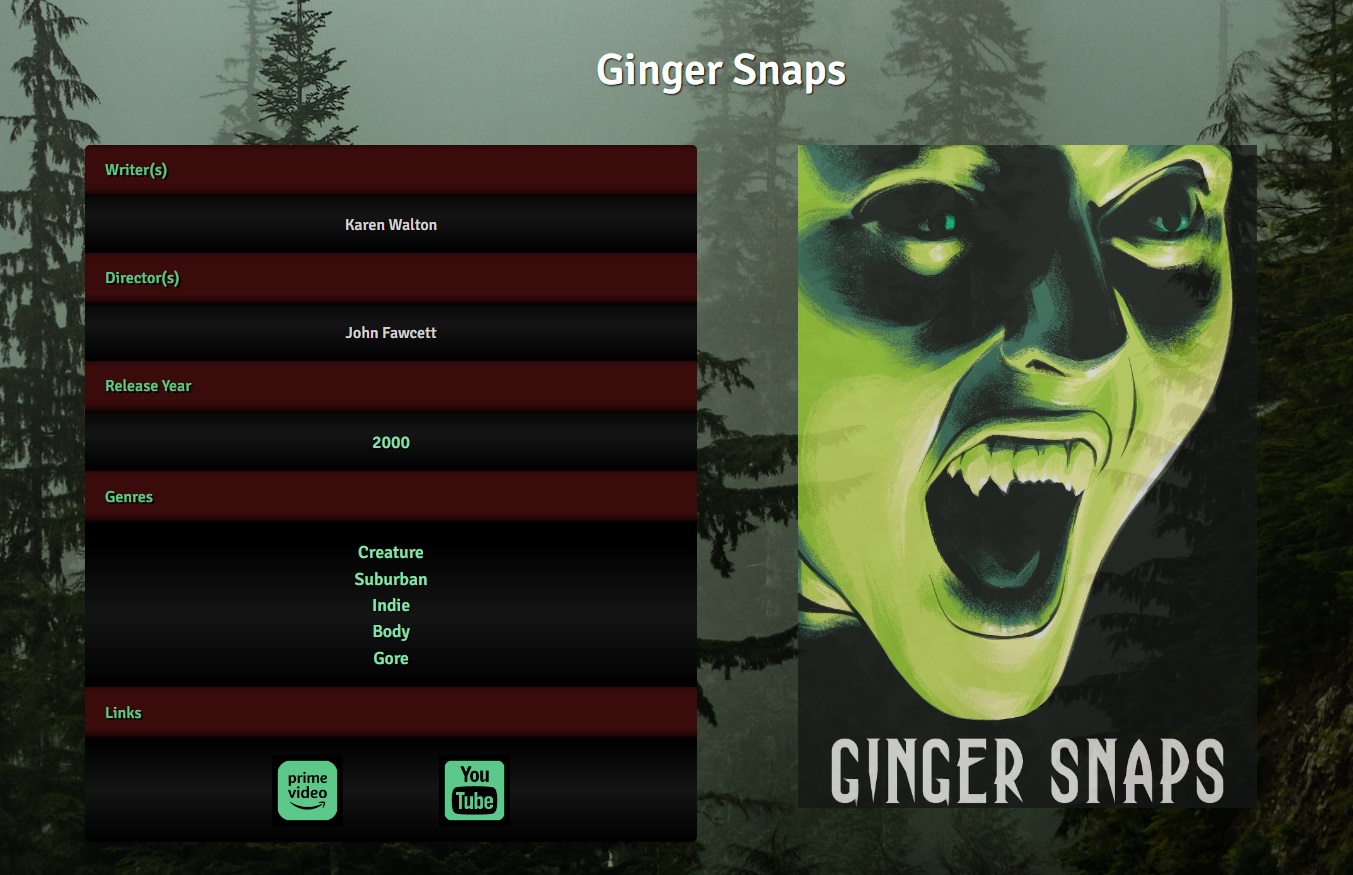 Ginger Snaps
Writer(s)
Karen Walton
Director(s)
John Fawcett
Release Year
2000
Genres
Creature
Suburban
Indie
Body
Gore
Links
prime
video
You
Tube
GINGER SNAPS